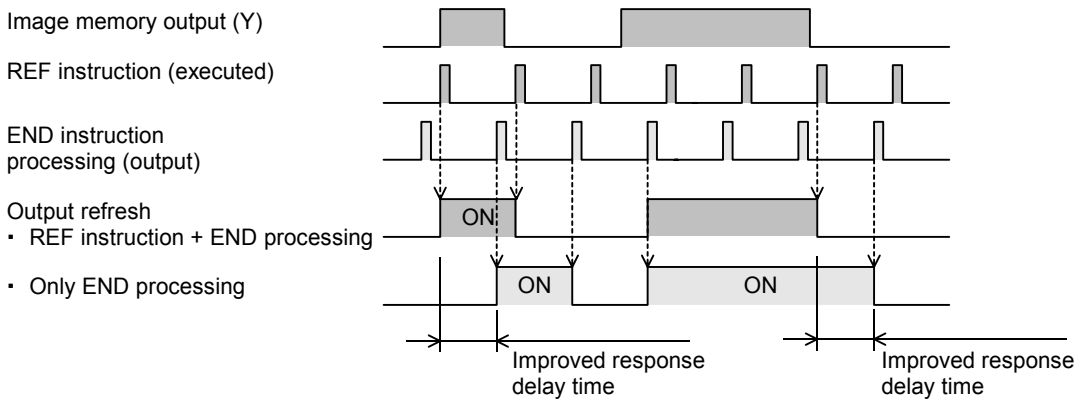 Image memory output (Y)
REF instruction (executed)
END instruction
processing (output)
Output refresh
・ REF instruction + END processing
ON
・ Only END processing
ON
ON
Improved response
delay time
Improved response
delay time